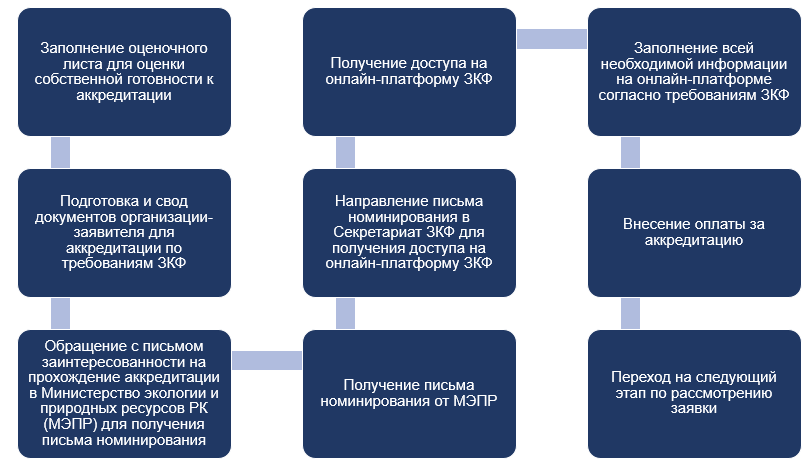 Заполнение оценочного
листа для оценки
собственной готовности к
аккредитации
Подготовка и свод
документов организации-
заявителя для
аккредитации по
требованиям ЗКФ
Обращение с письмом
заинтересованности на
прохождение аккредитации
в Министерство экологии и
природных ресурсов РК
(МЭПР) для получения
письма номинирования
Получение письма
номинирования от МЭПР
Направление письма
номинирования в
Секретариат ЗКФ для
получения доступа на
онлайн-платформу ЗКФ
Получение доступа на
онлайн-платформу ЗКФ
Заполнение всей
необходимой информации
на онлайн-платформе
согласно требованиям ЗКФ
Внесение оплаты за
аккредитацию
Переход на следующий
этап по рассмотрению
заявки